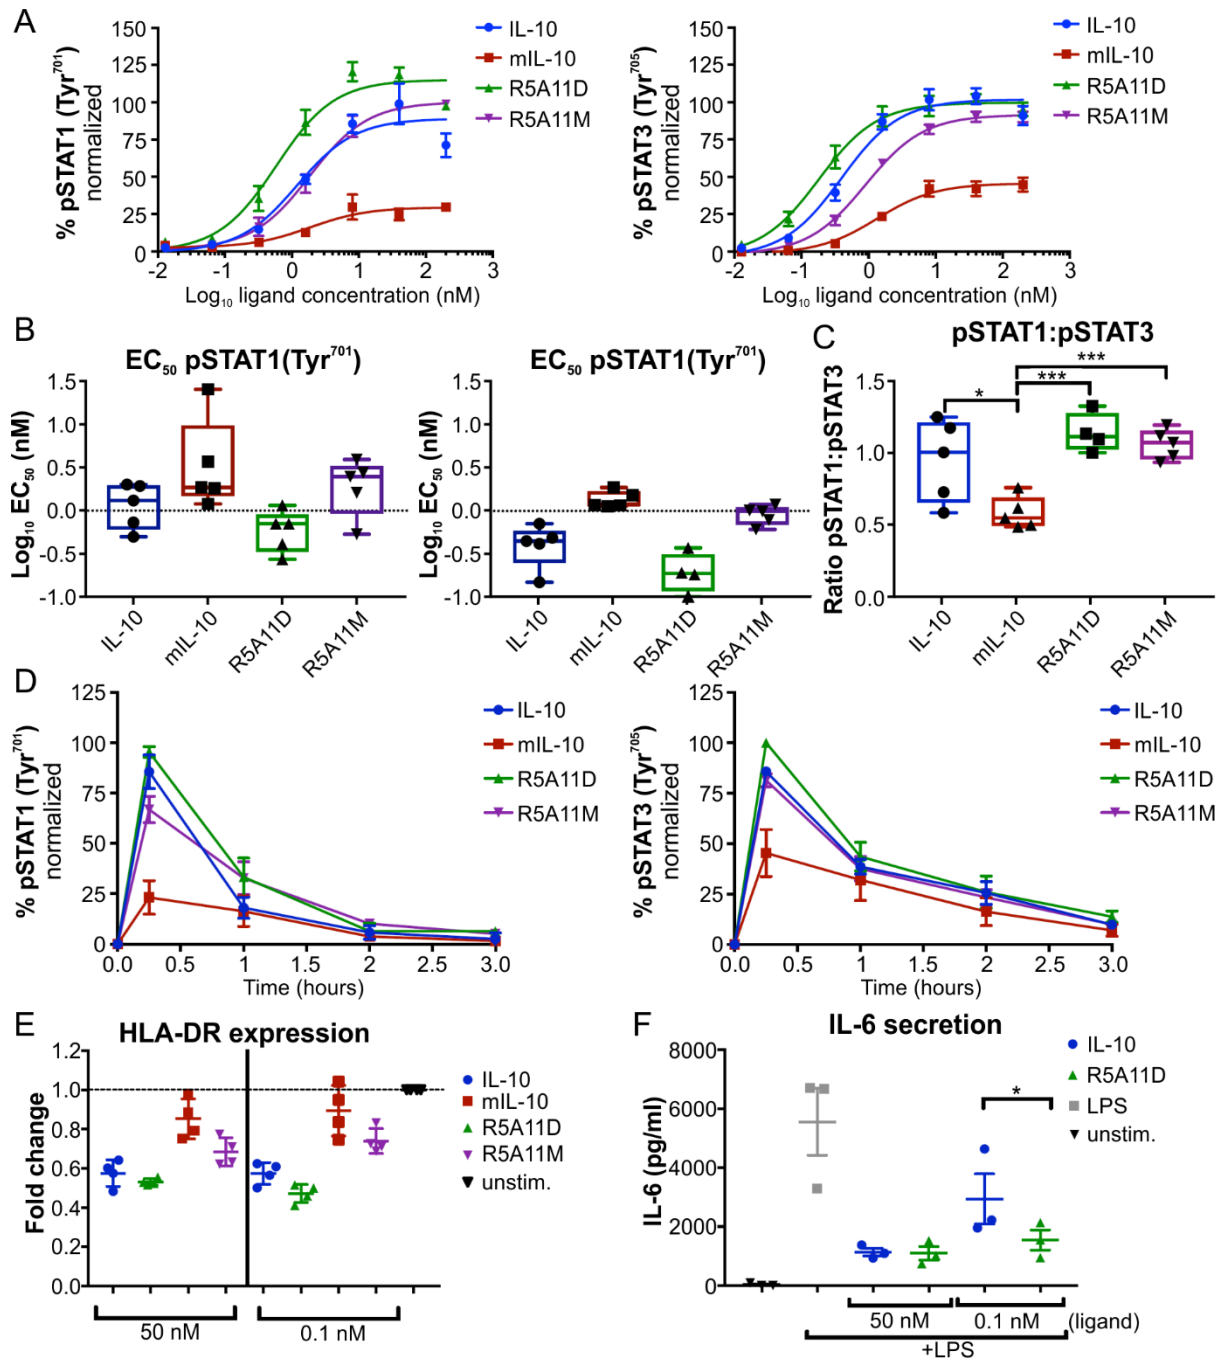 A
% pSTAT1 (Tyr701)
normalized
150
125
100
75
50
25
0
-2
-1
0
1
2
3
Log10 ligand concentration (nM)
IL-10
mIL-10
R5A11D
R5A11M
% pSTAT3 (Tyr705)
normalized
150
125
100
75
50
25
0
-2
-1
0
1
2
3
Log10 ligand concentration (nM)
IL-10
mIL-10
R5A11D
R5A11M
B
EC50 pSTAT1(Tyr701)
Log10 EC50 (nM)
1.5
1.0
0.5
0.0
-0.5
-1.0
IL-10
mIL-10
R5A11D
R5A11M
EC50 pSTAT1(Tyr701)
Log10 EC50 (nM)
1.5
1.0
0.5
0.0
-0.5
-1.0
IL-10
mIL-10
R5A11D
R5A11M
C
pSTAT1:pSTAT3
Ratio pSTAT1:pSTAT3
1.5
1.0
0.5
0.0
*
***
***
IL-10
mIL-10
R5A11D
R5A11M
D
% pSTAT1 (Tyr701)
normalized
125
100
75
50
25
0
0.0
0.5
1.0
1.5
2.0
2.5
3.0
Time (hours)
IL-10
mIL-10
R5A11D
R5A11M
% pSTAT3 (Tyr705)
normalized
125
100
75
50
25
0
0.0
0.5
1.0
1.5
2.0
2.5
3.0
Time (hours)
IL-10
mIL-10
R5A11D
R5A11M
E
HLA-DR expression
Fold change
1.2
1.0
0.8
0.6
0.4
0.2
0.0
50 nM
0.1 nM
IL-10
mIL-10
R5A11D
R5A11M
unstim.
F
IL-6 secretion
IL-6 (pg/ml)
8000
6000
4000
2000
0
*
50 nM
0.1 nM
(ligand)
+LPS
IL-10
R5A11D
LPS
unstim.